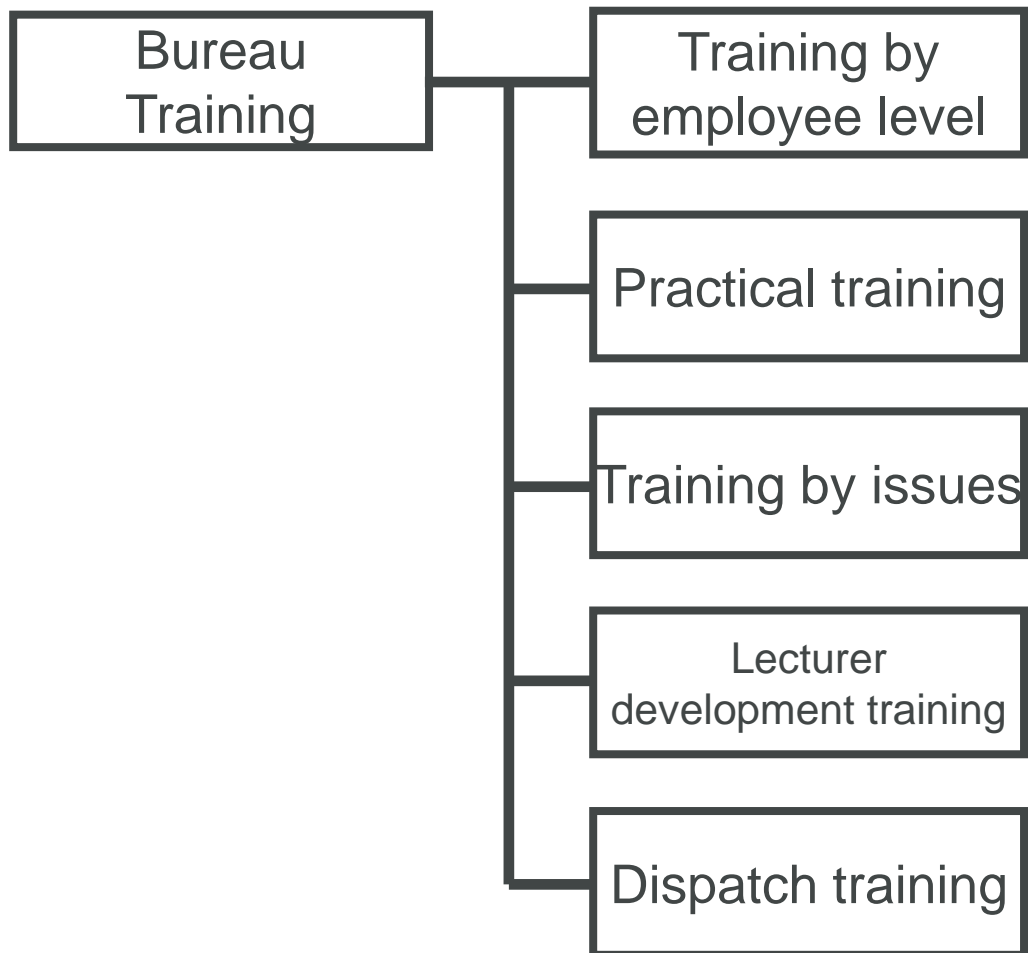 Bureau
Training
Training by
employee level
Practical training
Training by issues
Lecturer
development training
Dispatch training